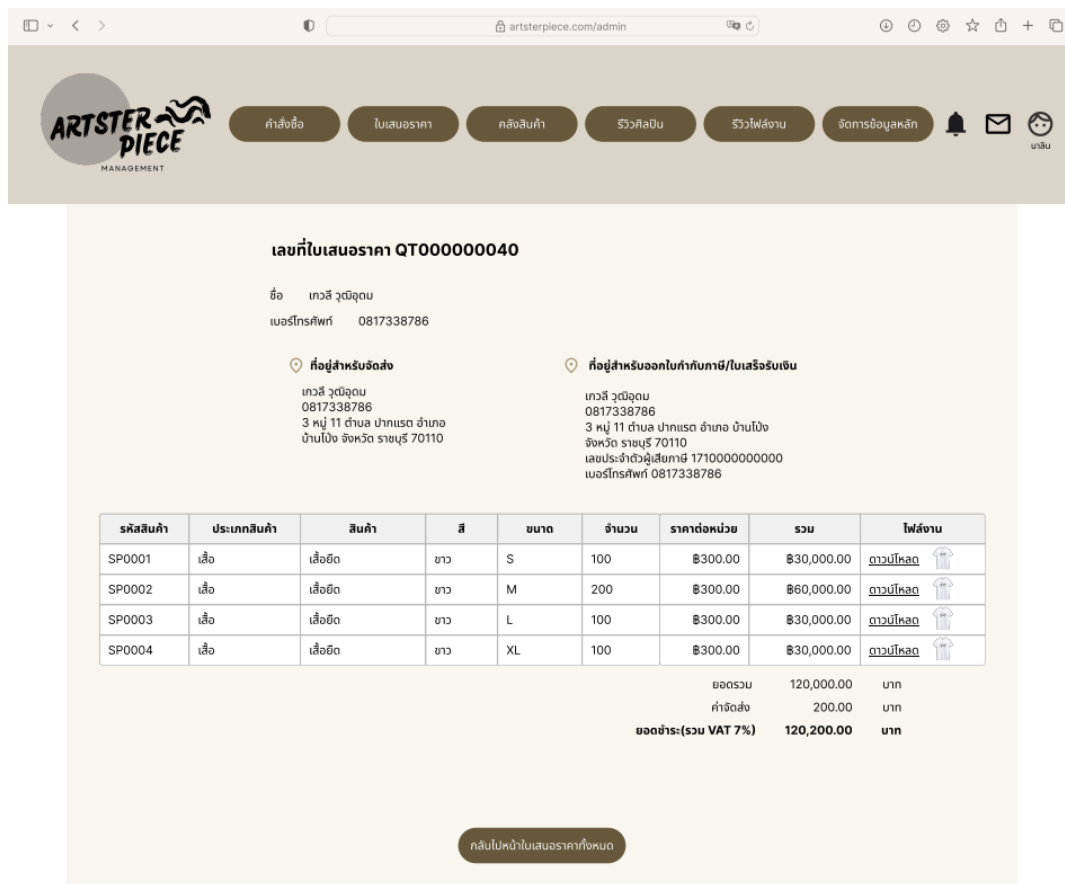 artsterpiece.com/admin
ARTSTER
PIECE
MANAGEMENT
คำสั่งซื้อ
ใบเสนอราคา
คลังสินค้า
รีวิวศิลปิน
รีวิวไฟล์งาน
จัดการข้อมูลหลัก
นาลิน
เลขที่ใบเสนอราคา QT000000040
ชื่อ เกวลี วุฒิอุดม
เบอร์โทรศัพท์ 0817338786
ที่อยู่สำหรับจัดส่ง
เกวลี วุฒิอุดม
0817338786
3 หมู่ 11 ตำบล ปากแรต อำเภอ
บ้านโป่ง จังหวัด ราชบุรี 70110
ที่อยู่สำหรับออกใบกำกับภาษี/ใบเสร็จรับเงิน
เกวลี วุฒิอุดม
0817338786
3 หมู่ 11 ตำบล ปากแรต อำเภอ บ้านโป่ง
จังหวัด ราชบุรี 70110
เลขประจำตัวผู้เสียภาษี 1710000000000
เบอร์โทรศัพท์ 0817338786
รหัสสินค้า ประเภทสินค้า สินค้า สี ขนาด จำนวน ราคาต่อหน่วย รวม ไฟล์งาน
SP0001 เสื้อ เสื้อยืด ขาว S 100 ฿300.00 ฿30,000.00 ดาวน์โหลด
SP0002 เสื้อ เสื้อยืด ขาว M 200 ฿300.00 ฿60,000.00 ดาวน์โหลด
SP0003 เสื้อ เสื้อยืด ขาว L 100 ฿300.00 ฿30,000.00 ดาวน์โหลด
SP0004 เสื้อ เสื้อยืด ขาว XL 100 ฿300.00 ฿30,000.00 ดาวน์โหลด
ยอดรวม 120,000.00 บาท
ค่าจัดส่ง 200.00 บาท
ยอดชำระ(รวม VAT 7%) 120,200.00 บาท
กลับไปหน้าใบเสนอราคาทั้งหมด